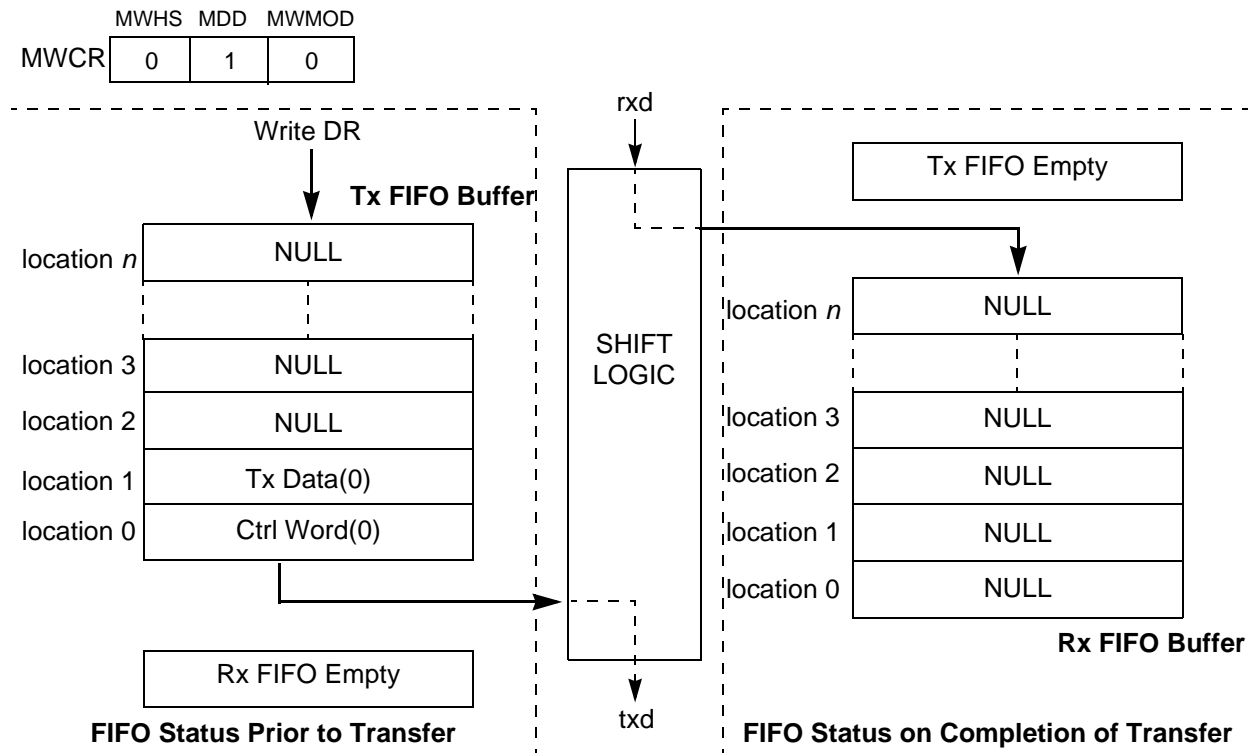 MWHS MDD MWMOD
MWCR 0 1 0
Write DR
Tx FIFO Buffer
location n NULL
location 3 NULL
location 2 NULL
location 1 Tx Data(0)
location 0 Ctrl Word(0)
Rx FIFO Empty
FIFO Status Prior to Transfer
rxd
SHIFT
LOGIC
txd
Tx FIFO Empty
location n NULL
location 3 NULL
location 2 NULL
location 1 NULL
location 0 NULL
Rx FIFO Buffer
FIFO Status on Completion of Transfer